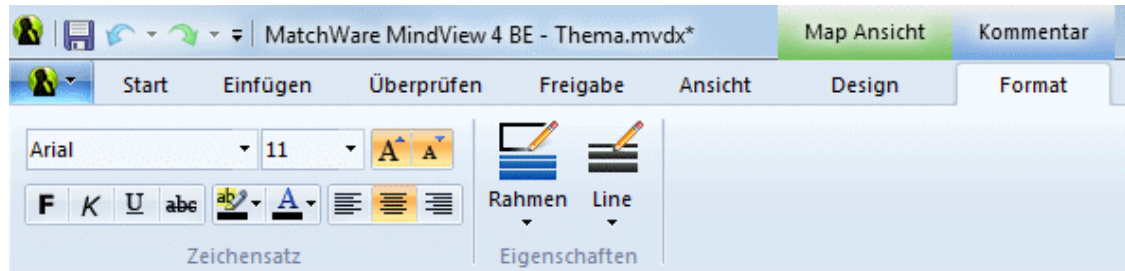 MatchWare MindView 4 BE - Thema.mvdx* Map Ansicht Kommentar
Start Einfügen Überprüfen Freigabe Ansicht Design Format
Arial 11 A A
F K U abc ab A Rahmen Line
Zeichensatz Eigenschaften